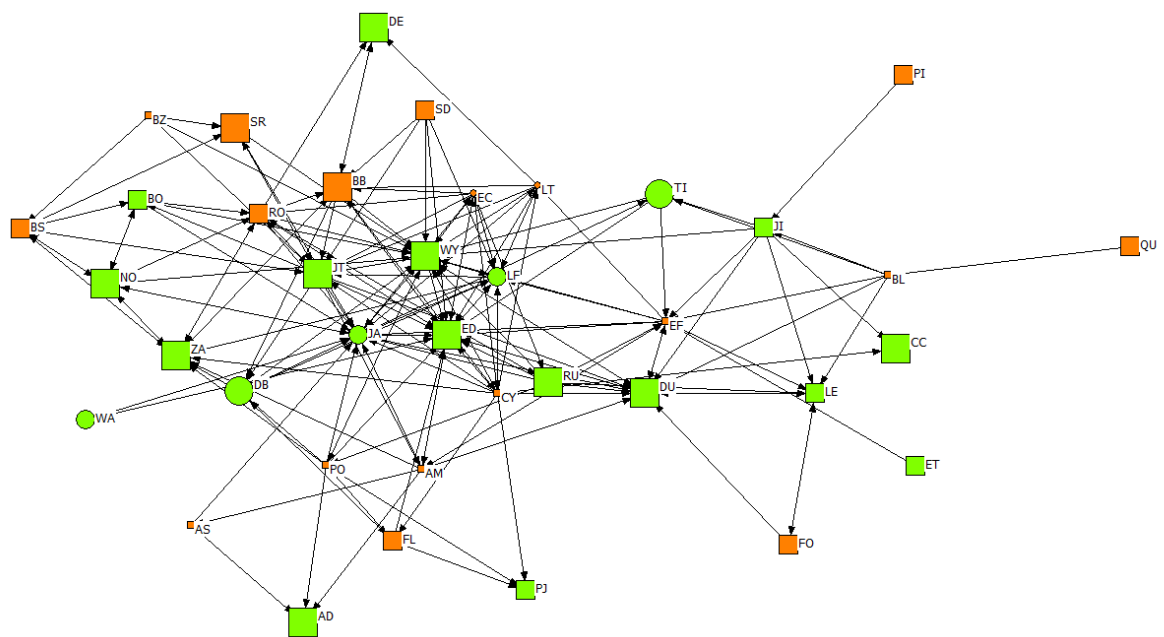 DE
PI
SD
BZ
SR
BB
LT
TI
EC
BO
RO
BS
JI
QU
WY
JT
LF
BL
NO
EF
JA
ED
CC
ZA
RU
DB
DU
LE
CY
WA
PO
AM
ET
AS
FL
FO
PJ
AD